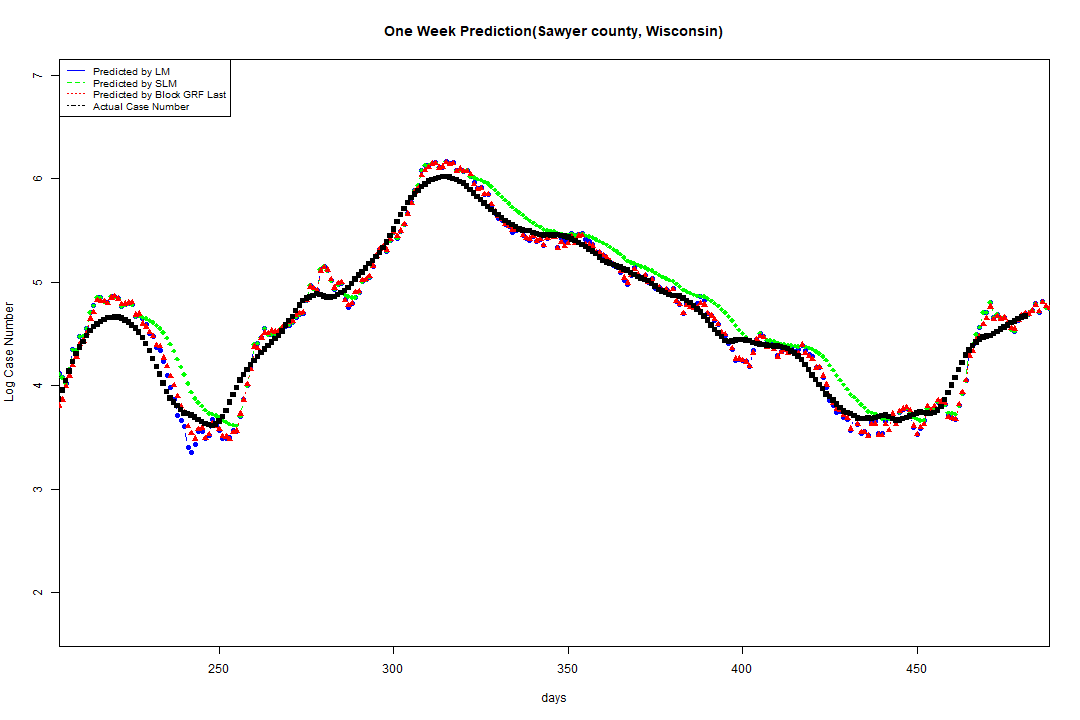 One Week Prediction(Sawyer county, Wisconsin)
Predicted by LM
Predicted by SLM
Predicted by Block GRF Last
Actual Case Number
7
6
5
4
3
2
Log Case Number
250 300 350 400 450
days